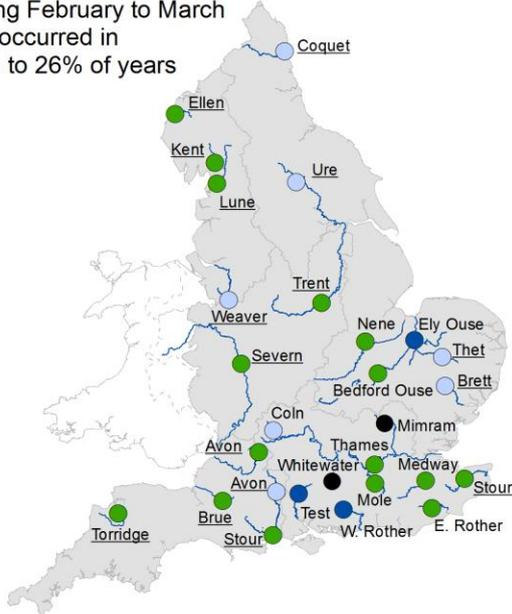 ng February to March
occurred in
to 26% of years
Coquet
Ellen
Kent
Ure
Lune
Trent
Weaver
Nene
Ely Ouse
Thet
Severn
Bedford Ouse
Brett
Coln
Mimram
Avon
Thames
Whitewater
Medway
Avon
Mole
Stour
Brue
Test
W. Rother
E. Rother
Torridge
Stour